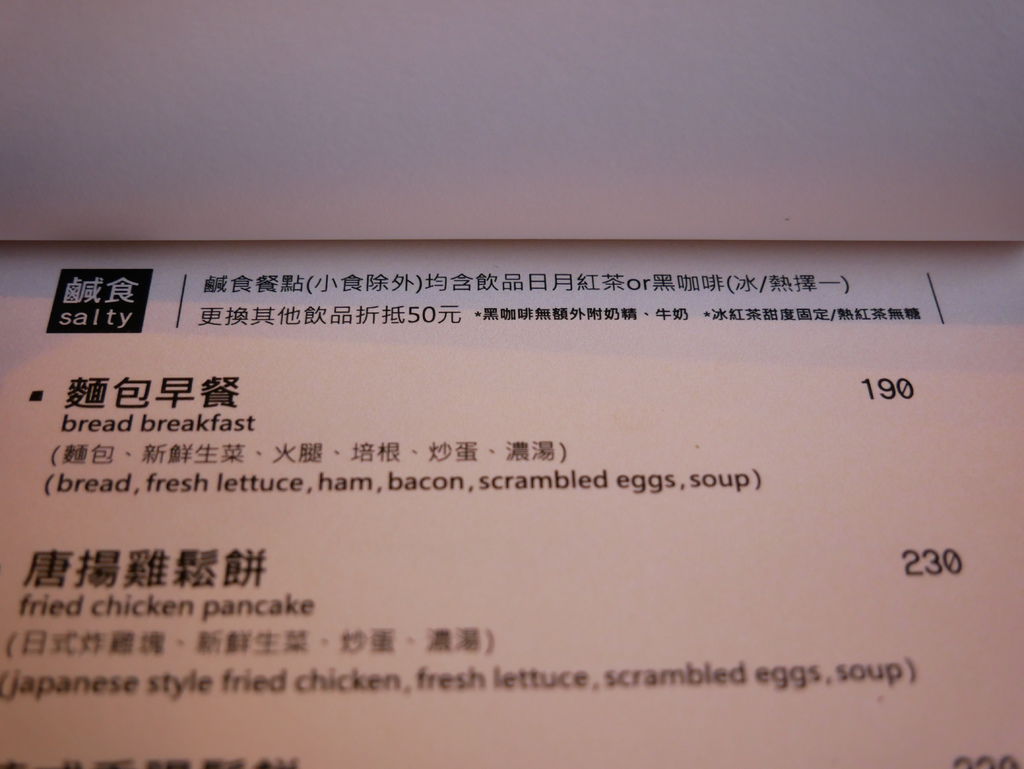 鹹食
salty
鹹食餐點(小食除外)均含飲品日月紅茶or黑咖啡(冰/熱擇一)
更換其他飲品折抵50元 *黑咖啡無額外附奶精、牛奶 *冰紅茶甜度固定/熱紅茶無糖
▪ 麵包早餐 190
bread breakfast
(麵包、新鮮生菜、火腿、培根、炒蛋、濃湯)
(bread, fresh lettuce, ham, bacon, scrambled eggs, soup)
唐揚雞鬆餅 230
fried chicken pancake
(日式炸雞塊、新鮮生菜、炒蛋、濃湯)
(japanese style fried chicken, fresh lettuce, scrambled eggs, soup)